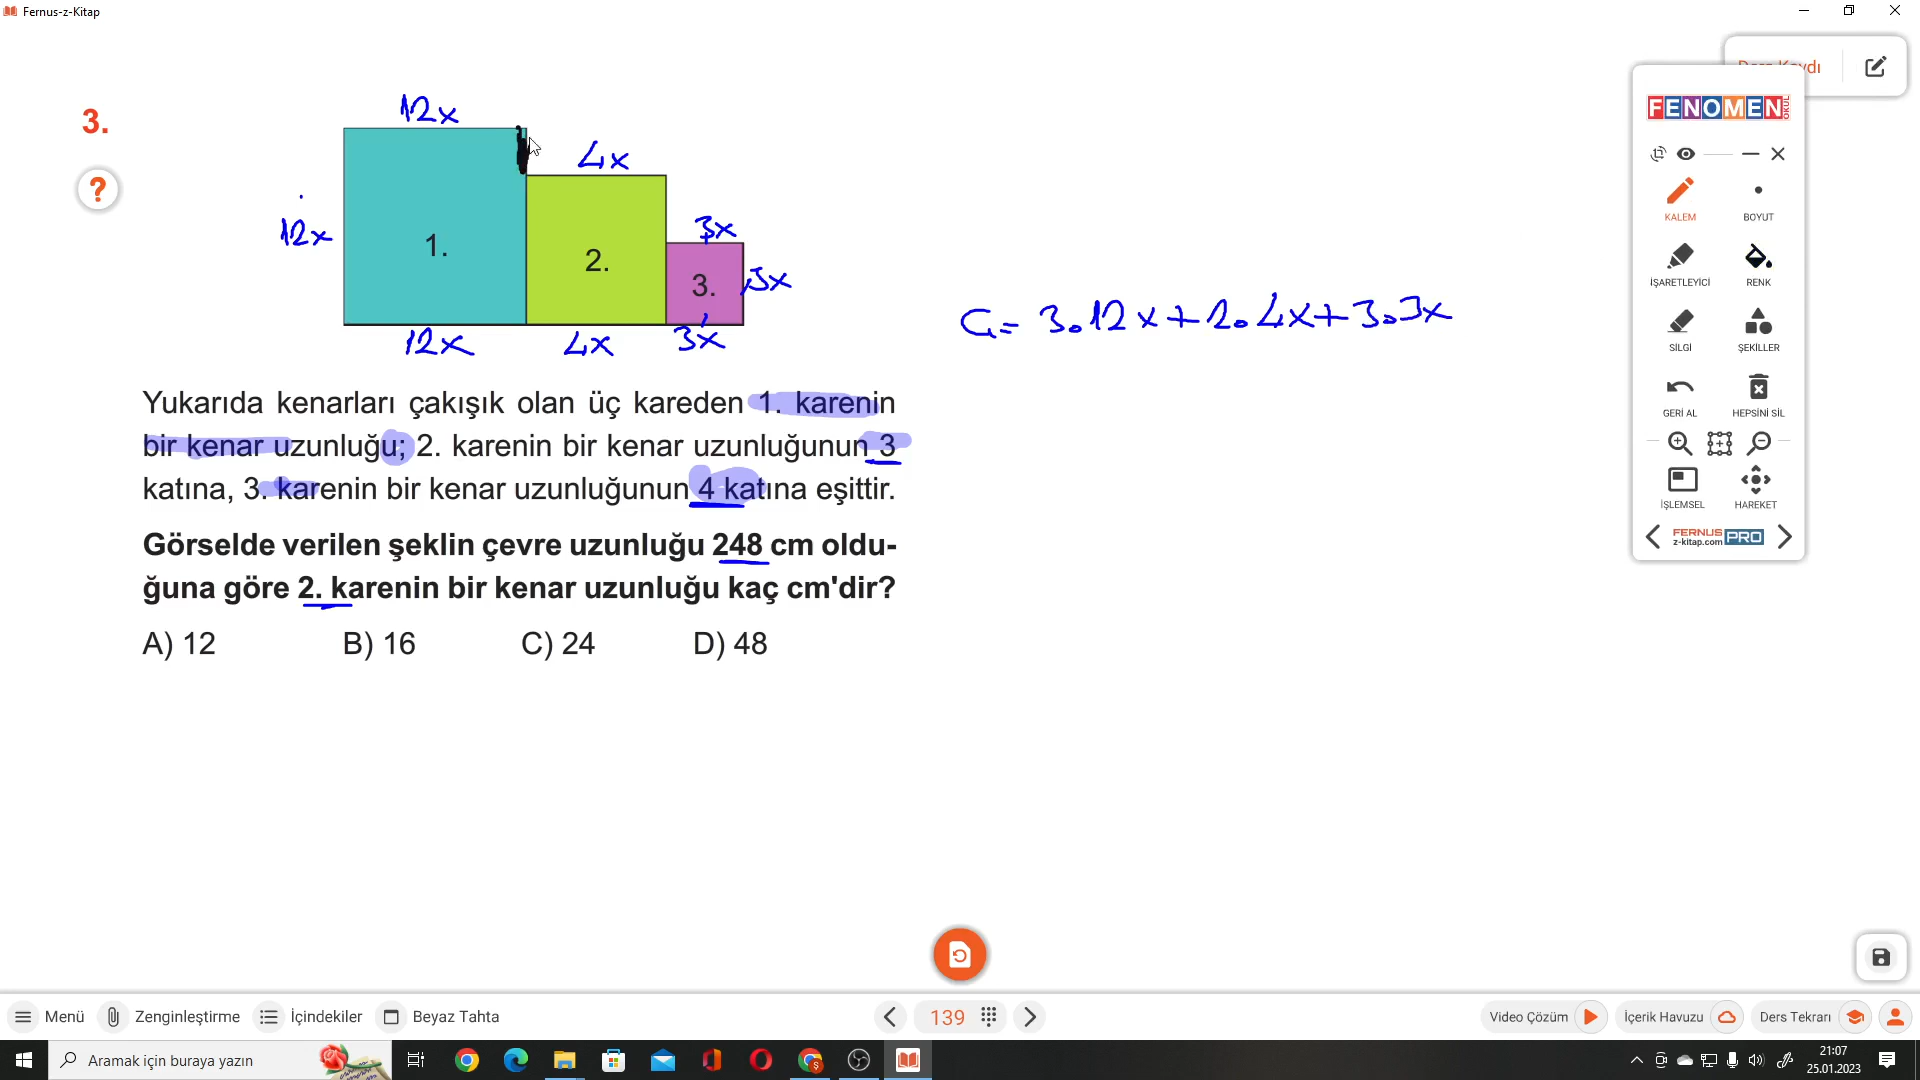 Fernus-z-Kitap
Ders Kaydı
FENOMEN OKUL
3.
12x
4x
?
12x
3x
1.
2.
3.
3x
12x
4x
3x
Ç= 3.12x+2.4x+3.3x
Yukarıda kenarları çakışık olan üç kareden 1. karenin
bir kenar uzunluğu; 2. karenin bir kenar uzunluğunun 3
katına, 3. karenin bir kenar uzunluğunun 4 katına eşittir.
Görselde verilen şeklin çevre uzunluğu 248 cm oldu-
ğuna göre 2. karenin bir kenar uzunluğu kaç cm'dir?
A) 12 B) 16 C) 24 D) 48
KALEM BOYUT
İŞARETLEYİCİ RENK
SİLGİ ŞEKİLLER
GERİ AL HEPSİNİ SİL
İŞLEMSEL HAREKET
FERNUS
z-kitap.com PRO
Menü Zenginleştirme İçindekiler Beyaz Tahta 139 Video Çözüm İçerik Havuzu Ders Tekrarı
Aramak için buraya yazın
21:07
25.01.2023